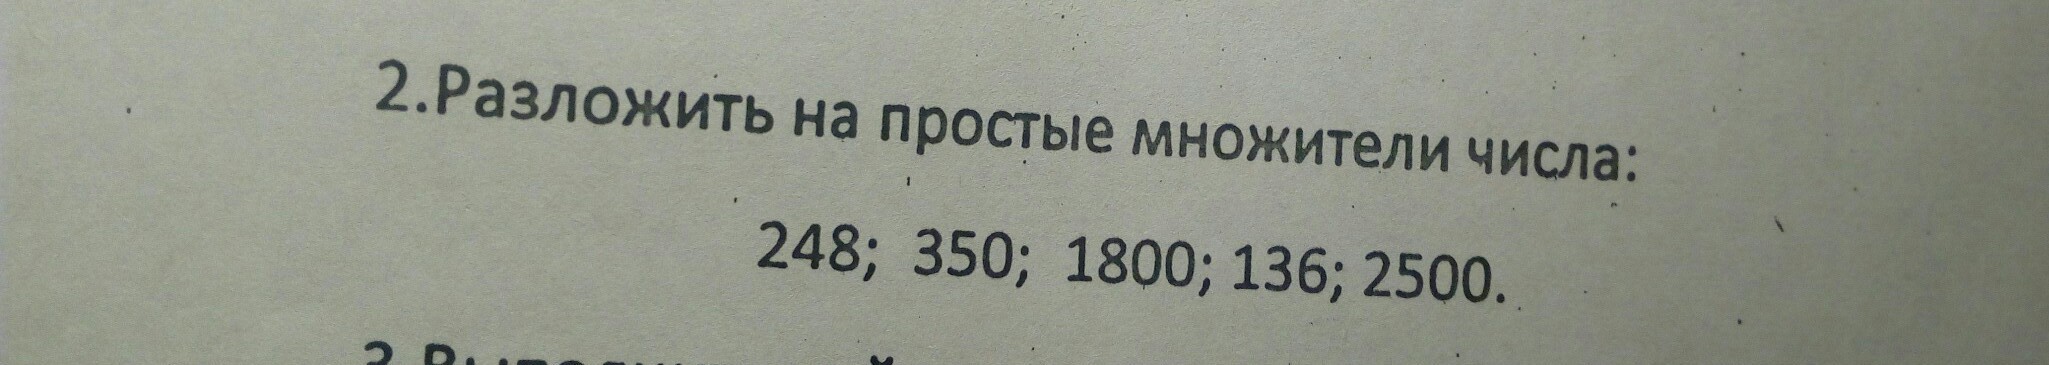 2.Разложить на простые множители числа:
248; 350; 1800; 136; 2500.